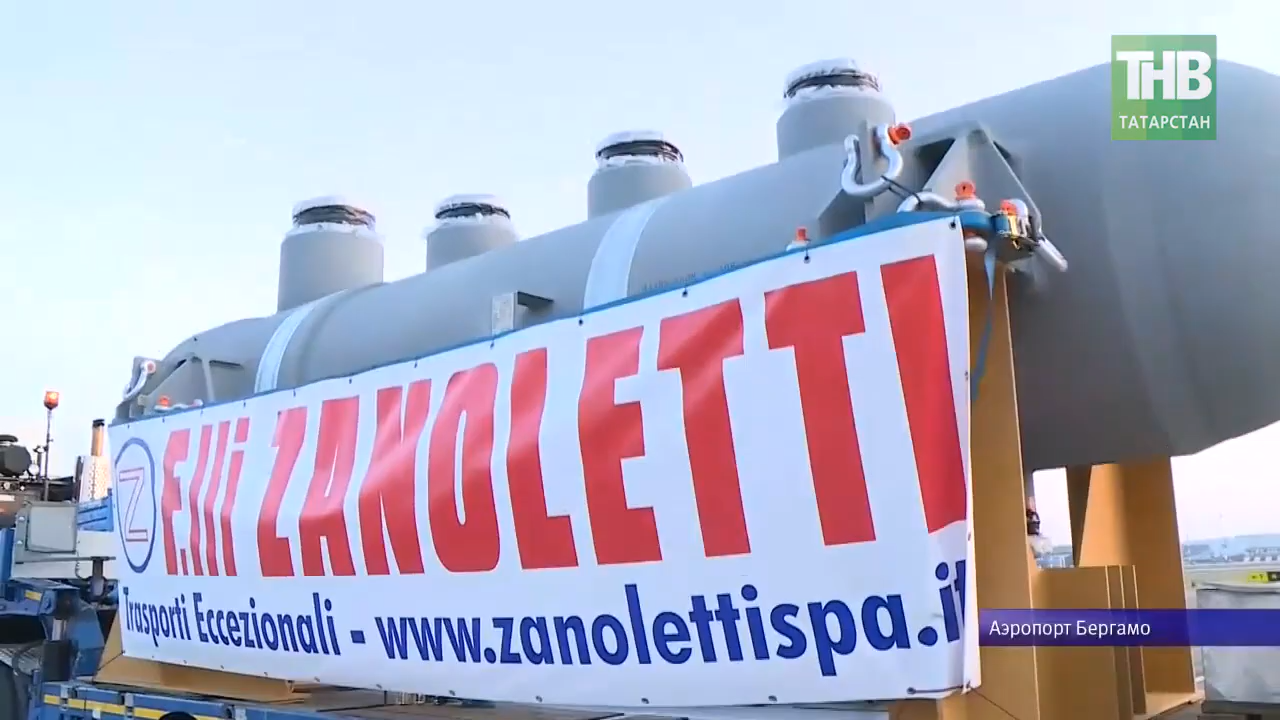 ТНВ
ТАТАРСТАН
Z
F.lli ZANOLETTI
Trasporti Eccezionali - www.zanolettispa.it
Аэропорт Бергамо